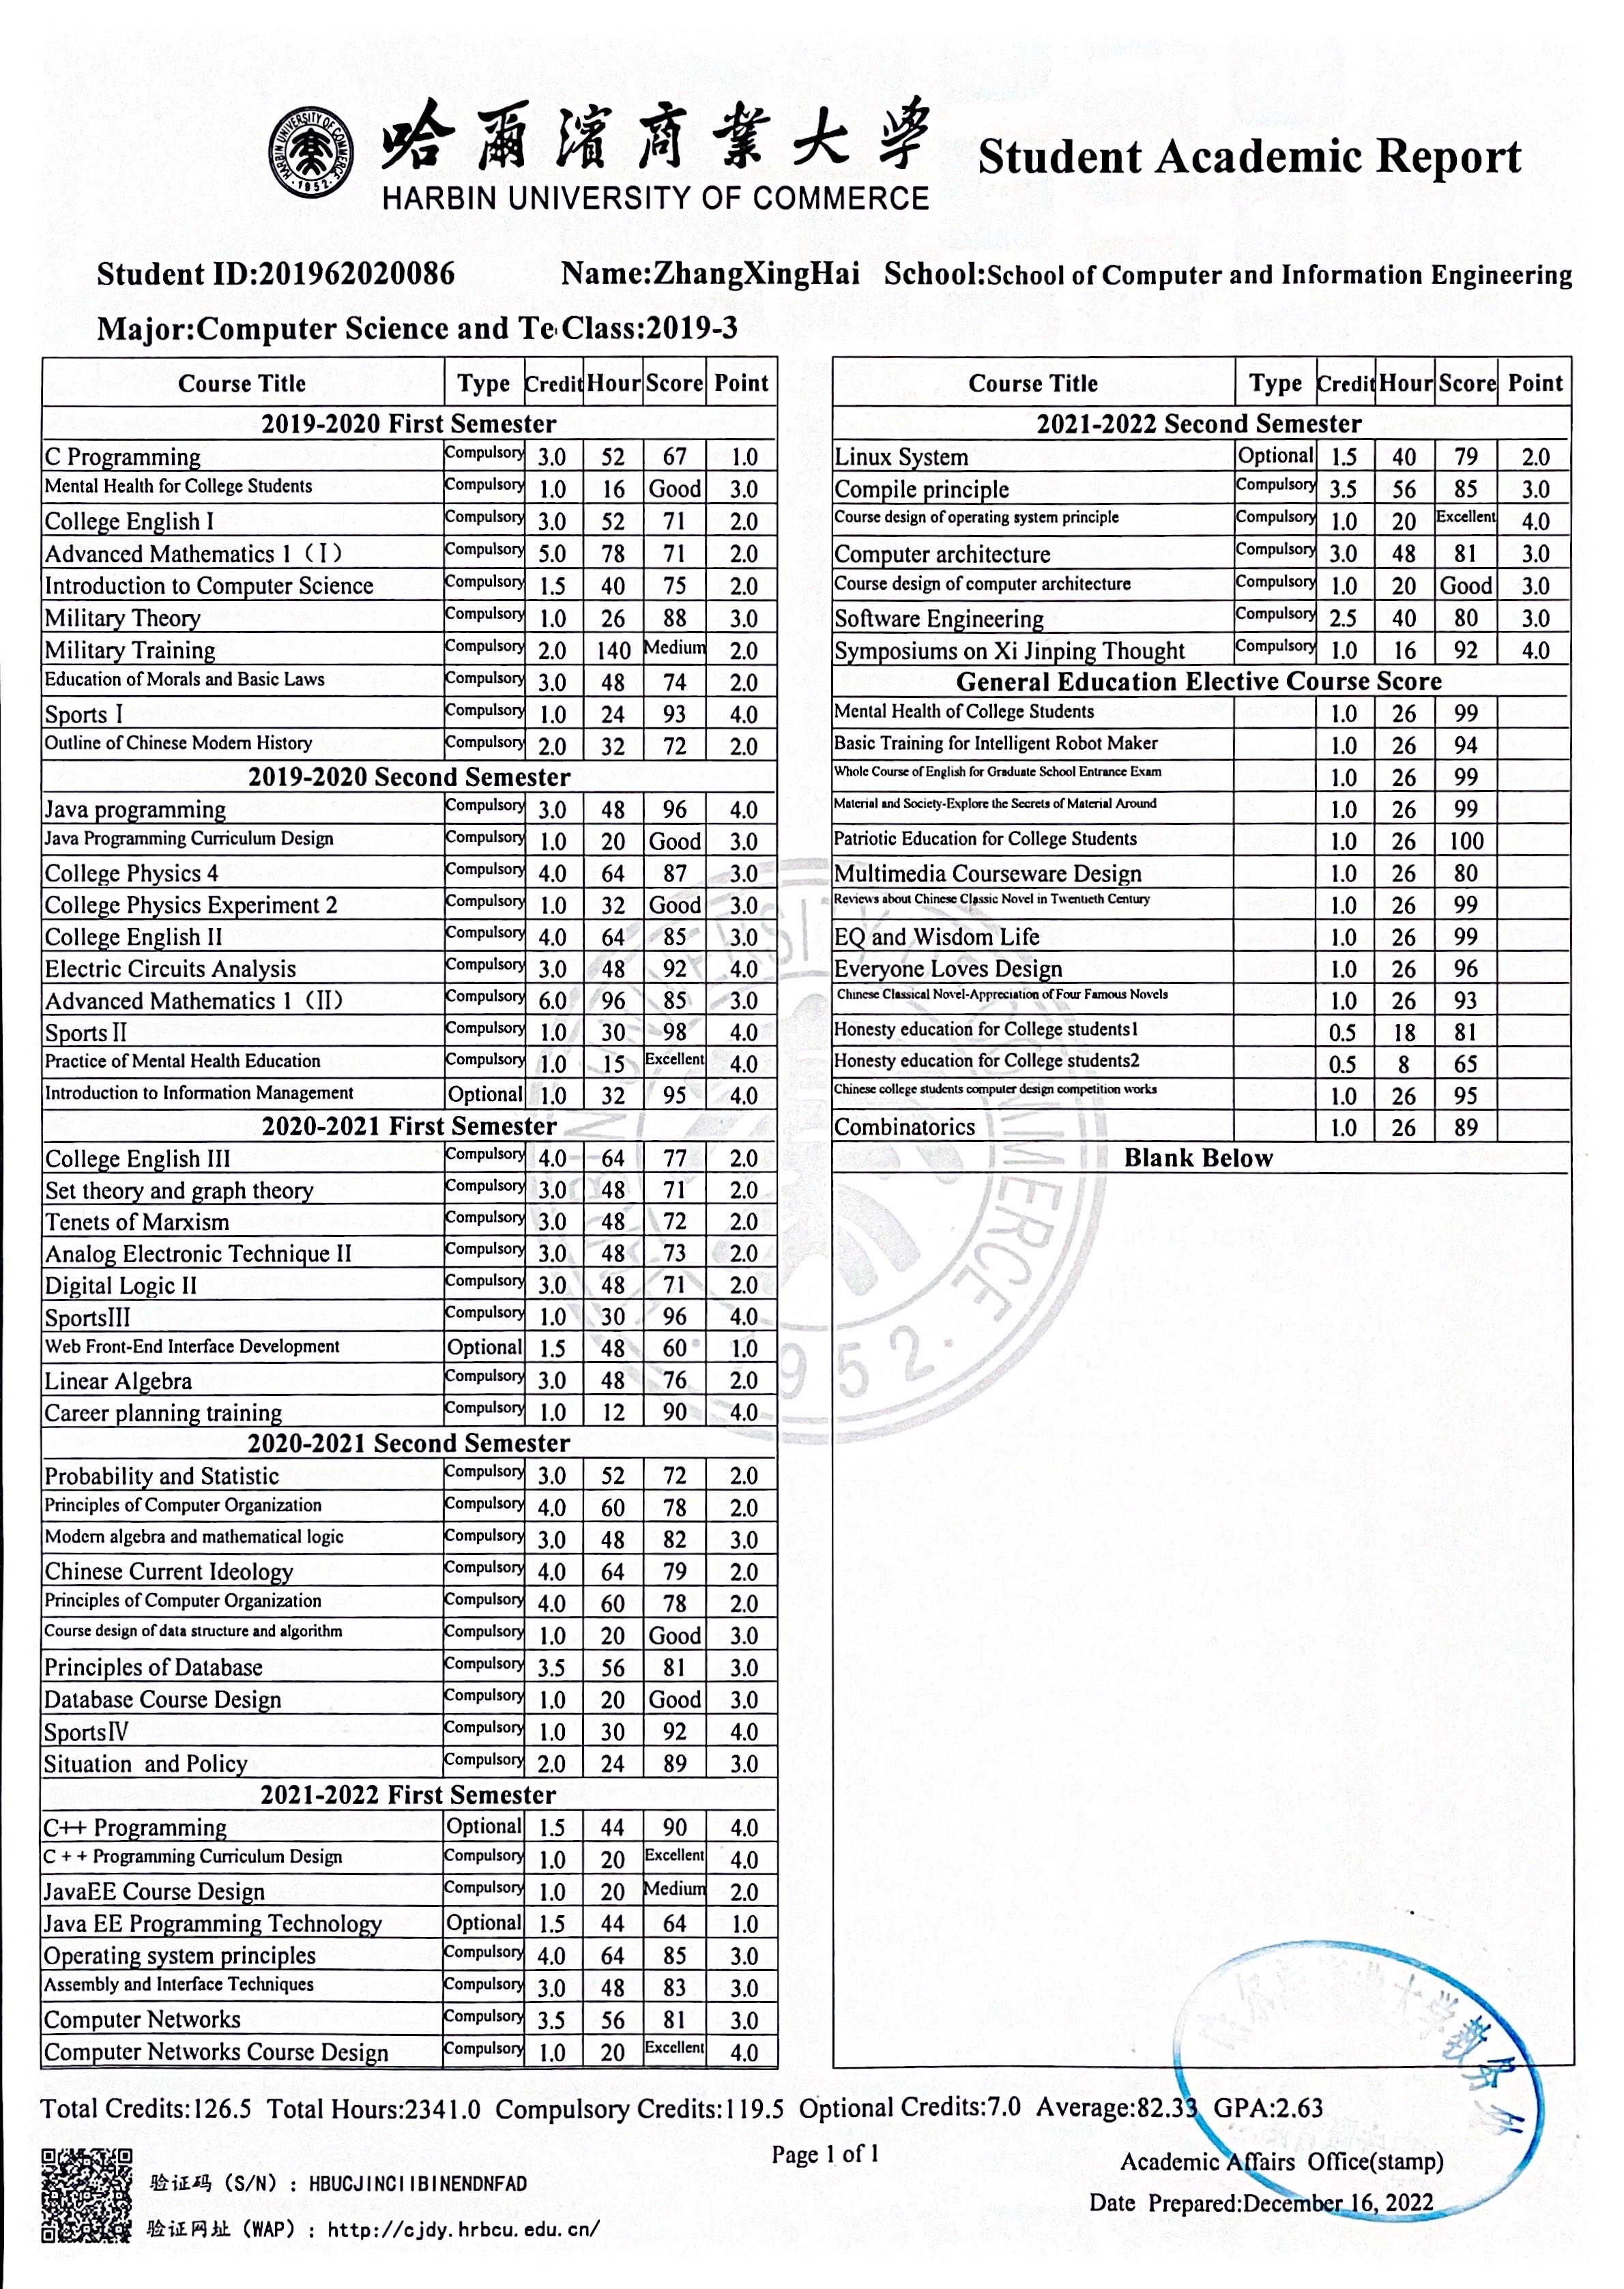 哈爾濱商業大學
HARBIN UNIVERSITY OF COMMERCE
Student Academic Report
HARBIN UNIVERSITY OF COMMERCE
·1952·
Student ID:201962020086 Name:ZhangXingHai School:School of Computer and Information Engineering
Major:Computer Science and Te Class:2019-3
Course Title Type Credit Hour Score Point
2019-2020 First Semester
C Programming Compulsory 3.0 52 67 1.0
Mental Health for College Students Compulsory 1.0 16 Good 3.0
College English I Compulsory 3.0 52 71 2.0
Advanced Mathematics 1（I） Compulsory 5.0 78 71 2.0
Introduction to Computer Science Compulsory 1.5 40 75 2.0
Military Theory Compulsory 1.0 26 88 3.0
Military Training Compulsory 2.0 140 Medium 2.0
Education of Morals and Basic Laws Compulsory 3.0 48 74 2.0
Sports I Compulsory 1.0 24 93 4.0
Outline of Chinese Modern History Compulsory 2.0 32 72 2.0
2019-2020 Second Semester
Java programming Compulsory 3.0 48 96 4.0
Java Programming Curriculum Design Compulsory 1.0 20 Good 3.0
College Physics 4 Compulsory 4.0 64 87 3.0
College Physics Experiment 2 Compulsory 1.0 32 Good 3.0
College English II Compulsory 4.0 64 85 3.0
Electric Circuits Analysis Compulsory 3.0 48 92 4.0
Advanced Mathematics 1（II） Compulsory 6.0 96 85 3.0
Sports II Compulsory 1.0 30 98 4.0
Practice of Mental Health Education Compulsory 1.0 15 Excellent 4.0
Introduction to Information Management Optional 1.0 32 95 4.0
2020-2021 First Semester
College English III Compulsory 4.0 64 77 2.0
Set theory and graph theory Compulsory 3.0 48 71 2.0
Tenets of Marxism Compulsory 3.0 48 72 2.0
Analog Electronic Technique II Compulsory 3.0 48 73 2.0
Digital Logic II Compulsory 3.0 48 71 2.0
SportsIII Compulsory 1.0 30 96 4.0
Web Front-End Interface Development Optional 1.5 48 60 1.0
Linear Algebra Compulsory 3.0 48 76 2.0
Career planning training Compulsory 1.0 12 90 4.0
2020-2021 Second Semester
Probability and Statistic Compulsory 3.0 52 72 2.0
Principles of Computer Organization Compulsory 4.0 60 78 2.0
Modern algebra and mathematical logic Compulsory 3.0 48 82 3.0
Chinese Current Ideology Compulsory 4.0 64 79 2.0
Principles of Computer Organization Compulsory 4.0 60 78 2.0
Course design of data structure and algorithm Compulsory 1.0 20 Good 3.0
Principles of Database Compulsory 3.5 56 81 3.0
Database Course Design Compulsory 1.0 20 Good 3.0
SportsIV Compulsory 1.0 30 92 4.0
Situation and Policy Compulsory 2.0 24 89 3.0
2021-2022 First Semester
C++ Programming Optional 1.5 44 90 4.0
C + + Programming Curriculum Design Compulsory 1.0 20 Excellent 4.0
JavaEE Course Design Compulsory 1.0 20 Medium 2.0
Java EE Programming Technology Optional 1.5 44 64 1.0
Operating system principles Compulsory 4.0 64 85 3.0
Assembly and Interface Techniques Compulsory 3.0 48 83 3.0
Computer Networks Compulsory 3.5 56 81 3.0
Computer Networks Course Design Compulsory 1.0 20 Excellent 4.0
Course Title Type Credit Hour Score Point
2021-2022 Second Semester
Linux System Optional 1.5 40 79 2.0
Compile principle Compulsory 3.5 56 85 3.0
Course design of operating system principle Compulsory 1.0 20 Excellent 4.0
Computer architecture Compulsory 3.0 48 81 3.0
Course design of computer architecture Compulsory 1.0 20 Good 3.0
Software Engineering Compulsory 2.5 40 80 3.0
Symposiums on Xi Jinping Thought Compulsory 1.0 16 92 4.0
General Education Elective Course Score
Mental Health of College Students 1.0 26 99
Basic Training for Intelligent Robot Maker 1.0 26 94
Whole Course of English for Graduate School Entrance Exam 1.0 26 99
Material and Society-Explore the Secrets of Material Around 1.0 26 99
Patriotic Education for College Students 1.0 26 100
Multimedia Courseware Design 1.0 26 80
Reviews about Chinese Classic Novel in Twentieth Century 1.0 26 99
EQ and Wisdom Life 1.0 26 99
Everyone Loves Design 1.0 26 96
Chinese Classical Novel-Appreciation of Four Famous Novels 1.0 26 93
Honesty education for College students1 0.5 18 81
Honesty education for College students2 0.5 8 65
Chinese college students computer design competition works 1.0 26 95
Combinatorics 1.0 26 89
Blank Below
Total Credits:126.5 Total Hours:2341.0 Compulsory Credits:119.5 Optional Credits:7.0 Average:82.33 GPA:2.63
Page 1 of 1
验证码 (S/N) : HBUCJINCIIBINENDNFAD
验证网址 (WAP) : http://cjdy.hrbcu.edu.cn/
Academic Affairs Office(stamp)
Date Prepared:December 16, 2022
大学教务